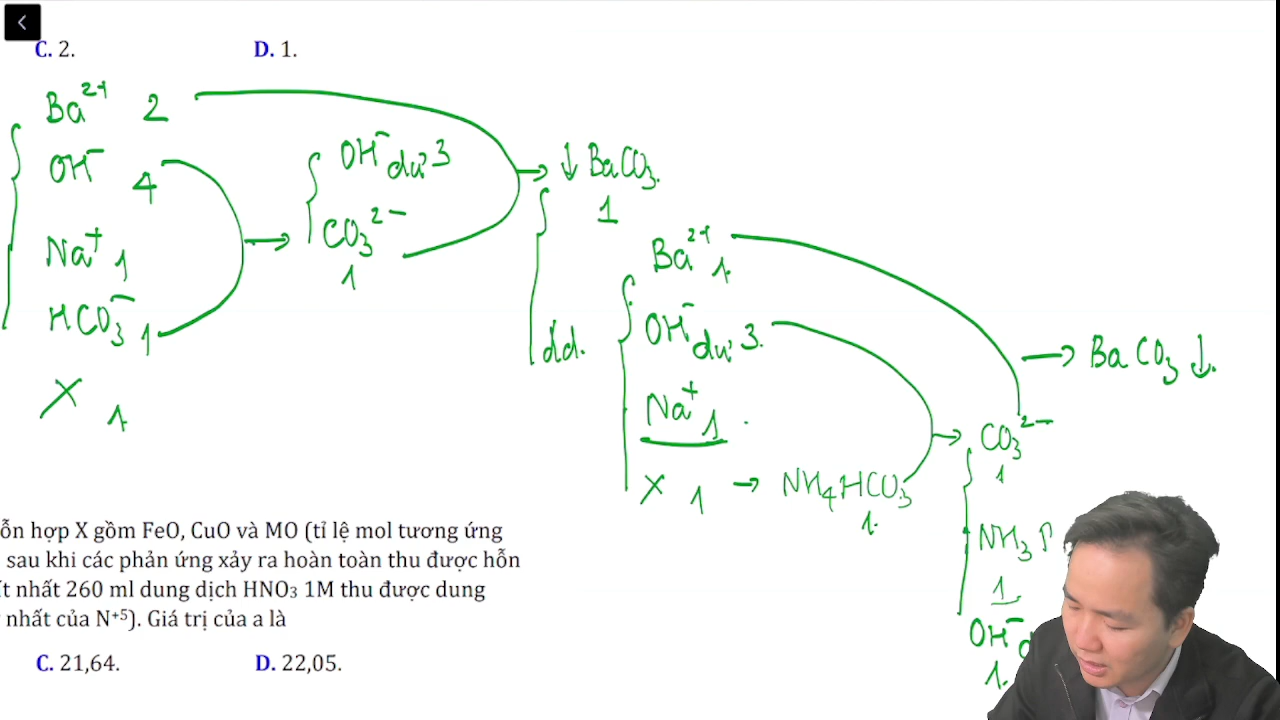 C. 2. D. 1.
Ba²⁺ 2
OH⁻ 4
Na⁺ 1
HCO₃⁻ 1
X 1
OH⁻ dư 3
CO₃²⁻
1
↓ BaCO₃.
1
dd.
Ba²⁺ 1
OH⁻ dư 3.
Na⁺ 1
X 1 → NH₄HCO₃
1.
→ BaCO₃ ↓.
CO₃²⁻
1
NH₃ ↑
1
OH⁻
1.
ỗn hợp X gồm FeO, CuO và MO (tỉ lệ mol tương ứng
sau khi các phản ứng xảy ra hoàn toàn thu được hỗn
ít nhất 260 ml dung dịch HNO₃ 1M thu được dung
nhất của N⁺⁵). Giá trị của a là
C. 21,64. D. 22,05.